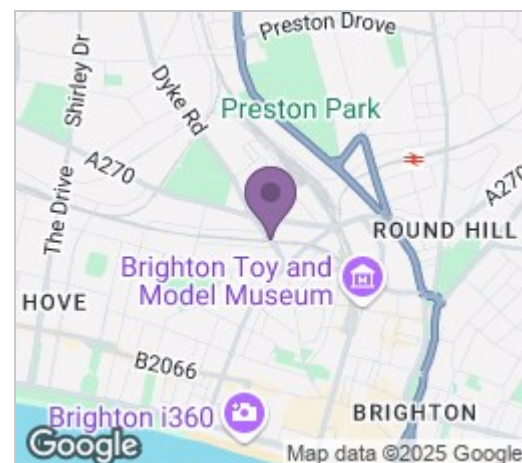 Preston Drove
Shirley Dr
Dyke Rd
Preston Park
A270
A270
The Drive
ROUND HILL
Brighton Toy and
Model Museum
HOVE
B2066
Brighton i360
BRIGHTON
Google
Map data ©2025 Google